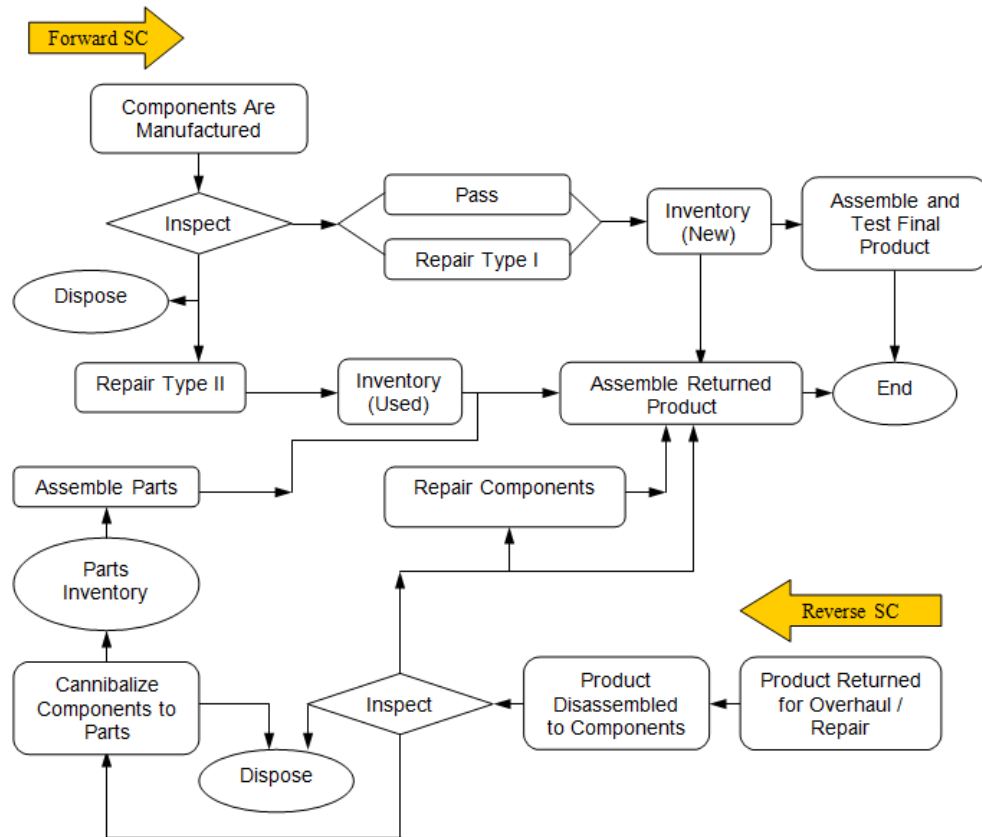 Forward SC
Components Are
Manufactured
Inspect
Pass
Repair Type I
Inventory
(New)
Assemble and
Test Final
Product
Dispose
Repair Type II
Inventory
(Used)
Assemble Returned
Product
End
Assemble Parts
Repair Components
Parts
Inventory
Reverse SC
Cannibalize
Components to
Parts
Inspect
Product
Disassembled
to Components
Product Returned
for Overhaul /
Repair
Dispose